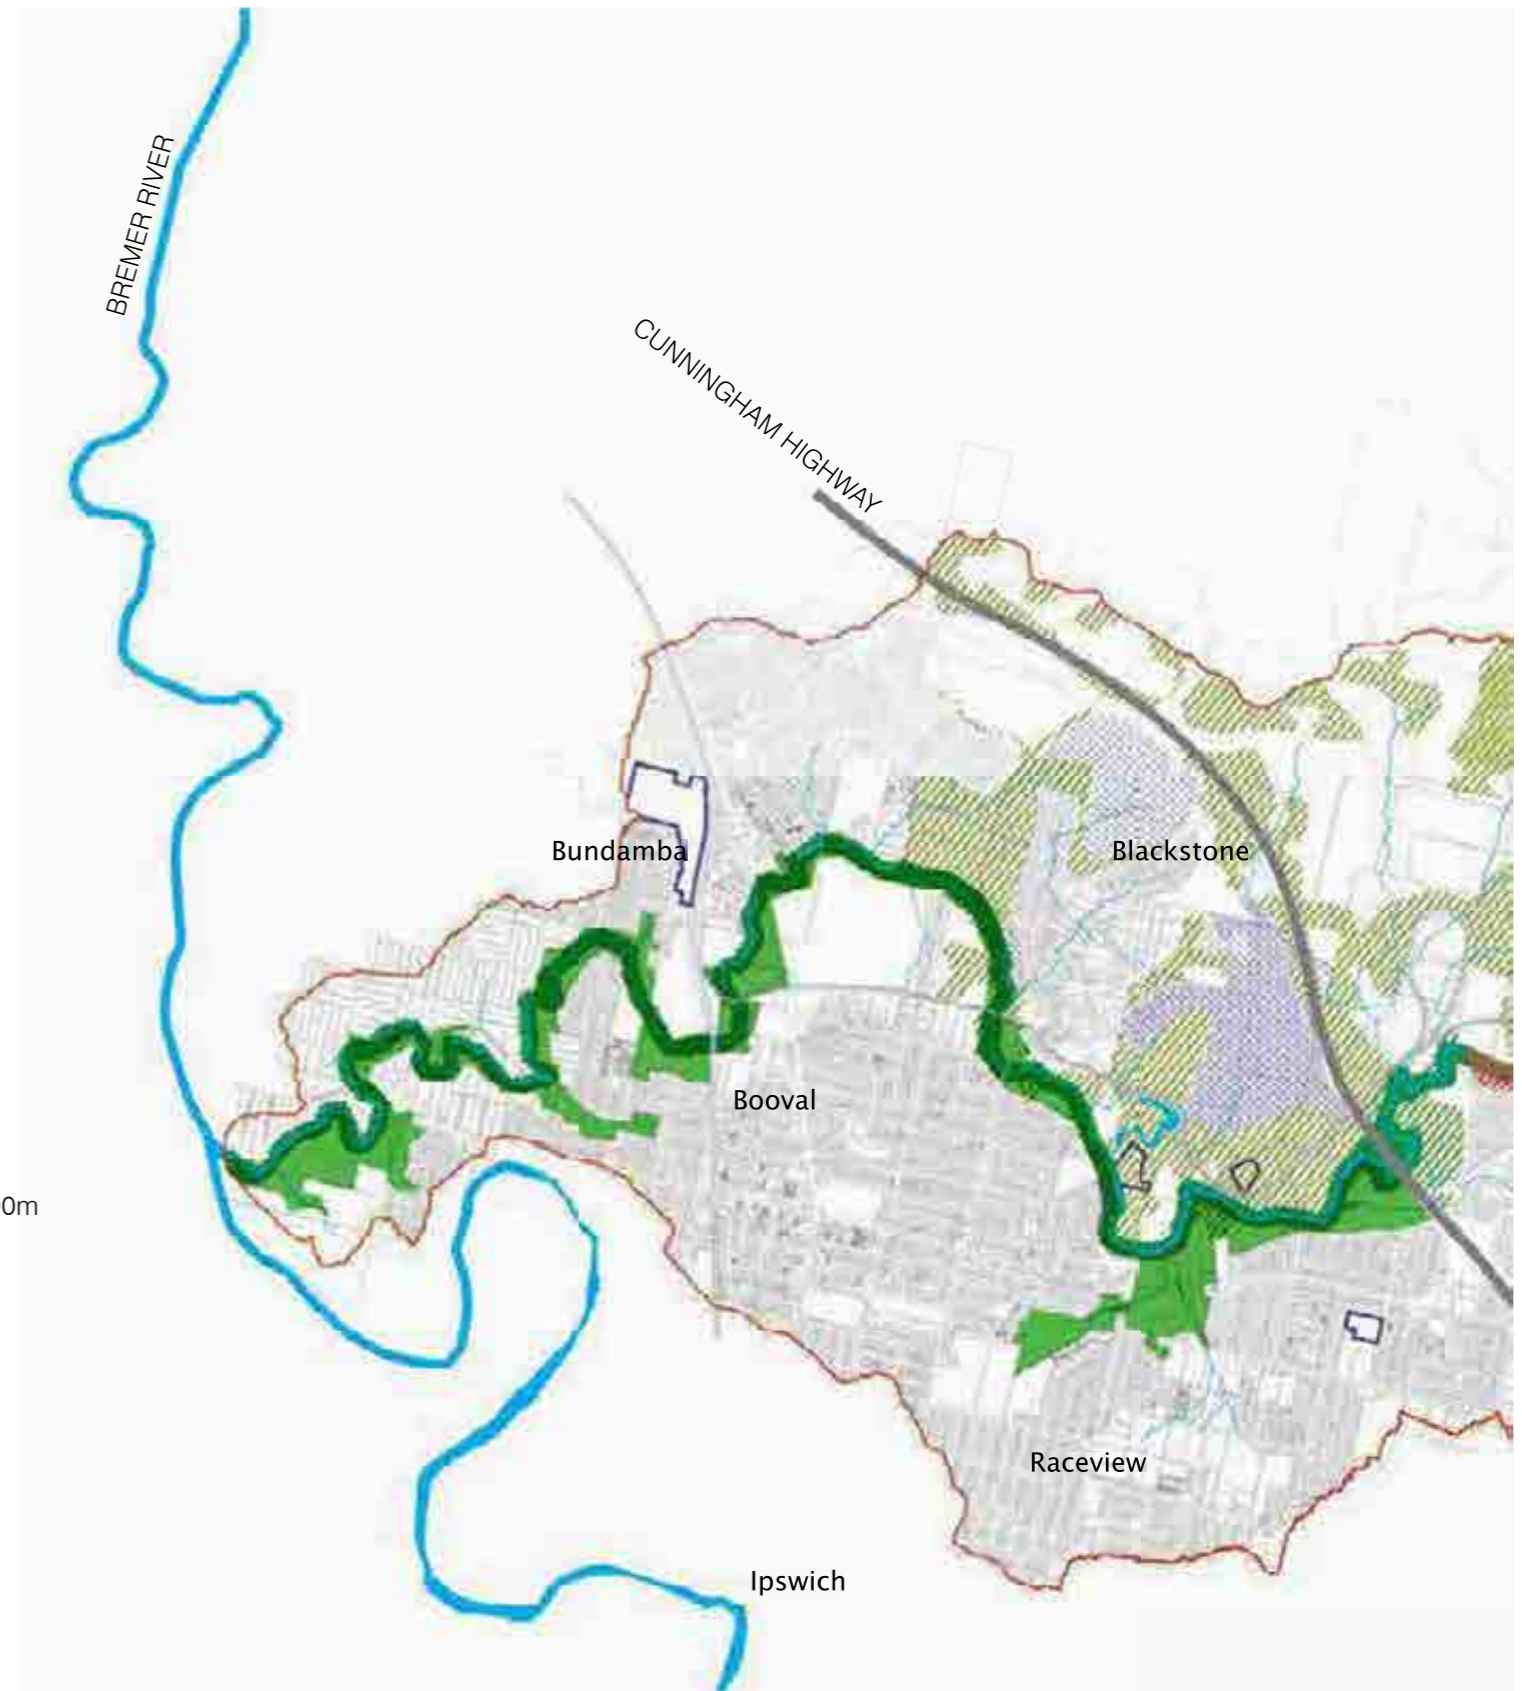 BREMER RIVER
CUNNINGHAM HIGHWAY
Bundamba
Blackstone
Booval
0m
Raceview
Ipswich